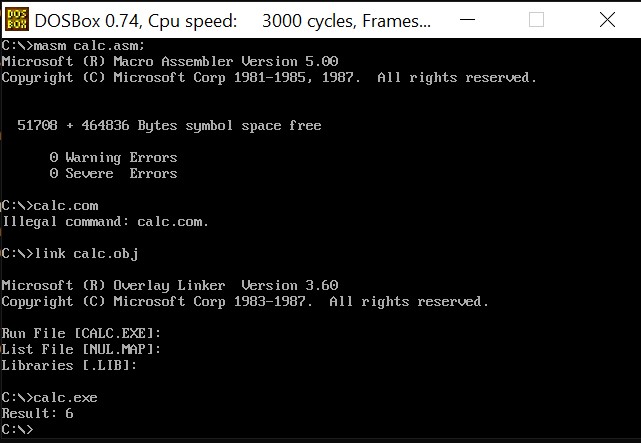 DOS
BOX
DOSBox 0.74, Cpu speed: 3000 cycles, Frames...
C:\>masm calc.asm;
Microsoft (R) Macro Assembler Version 5.00
Copyright (C) Microsoft Corp 1981-1985, 1987.  All rights reserved.
51708 + 464836 Bytes symbol space free
0 Warning Errors
0 Severe  Errors
C:\>calc.com
Illegal command: calc.com.
C:\>link calc.obj
Microsoft (R) Overlay Linker  Version 3.60
Copyright (C) Microsoft Corp 1983-1987.  All rights reserved.
Run File [CALC.EXE]:
List File [NUL.MAP]:
Libraries [.LIB]:
C:\>calc.exe
Result: 6
C:\>